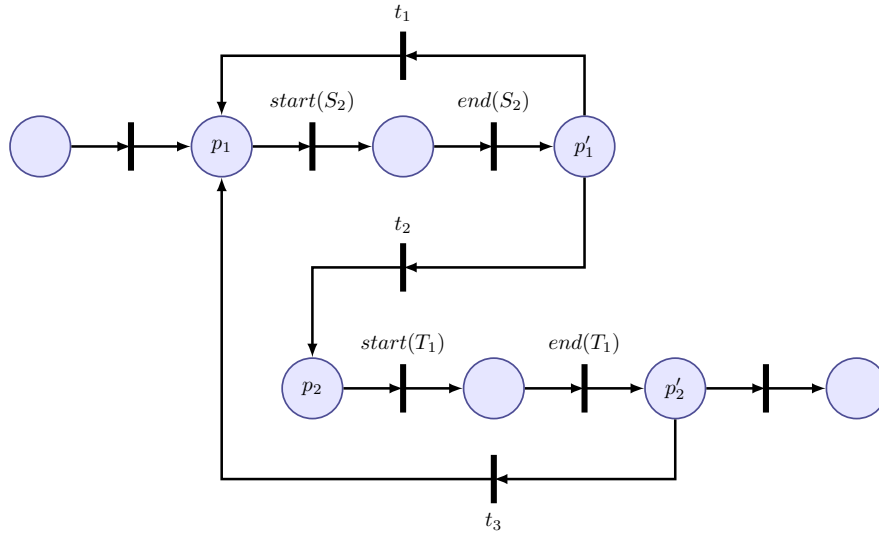 t₁
start(S₂)
end(S₂)
p₁
p′₁
t₂
start(T₁)
end(T₁)
p₂
p′₂
t₃